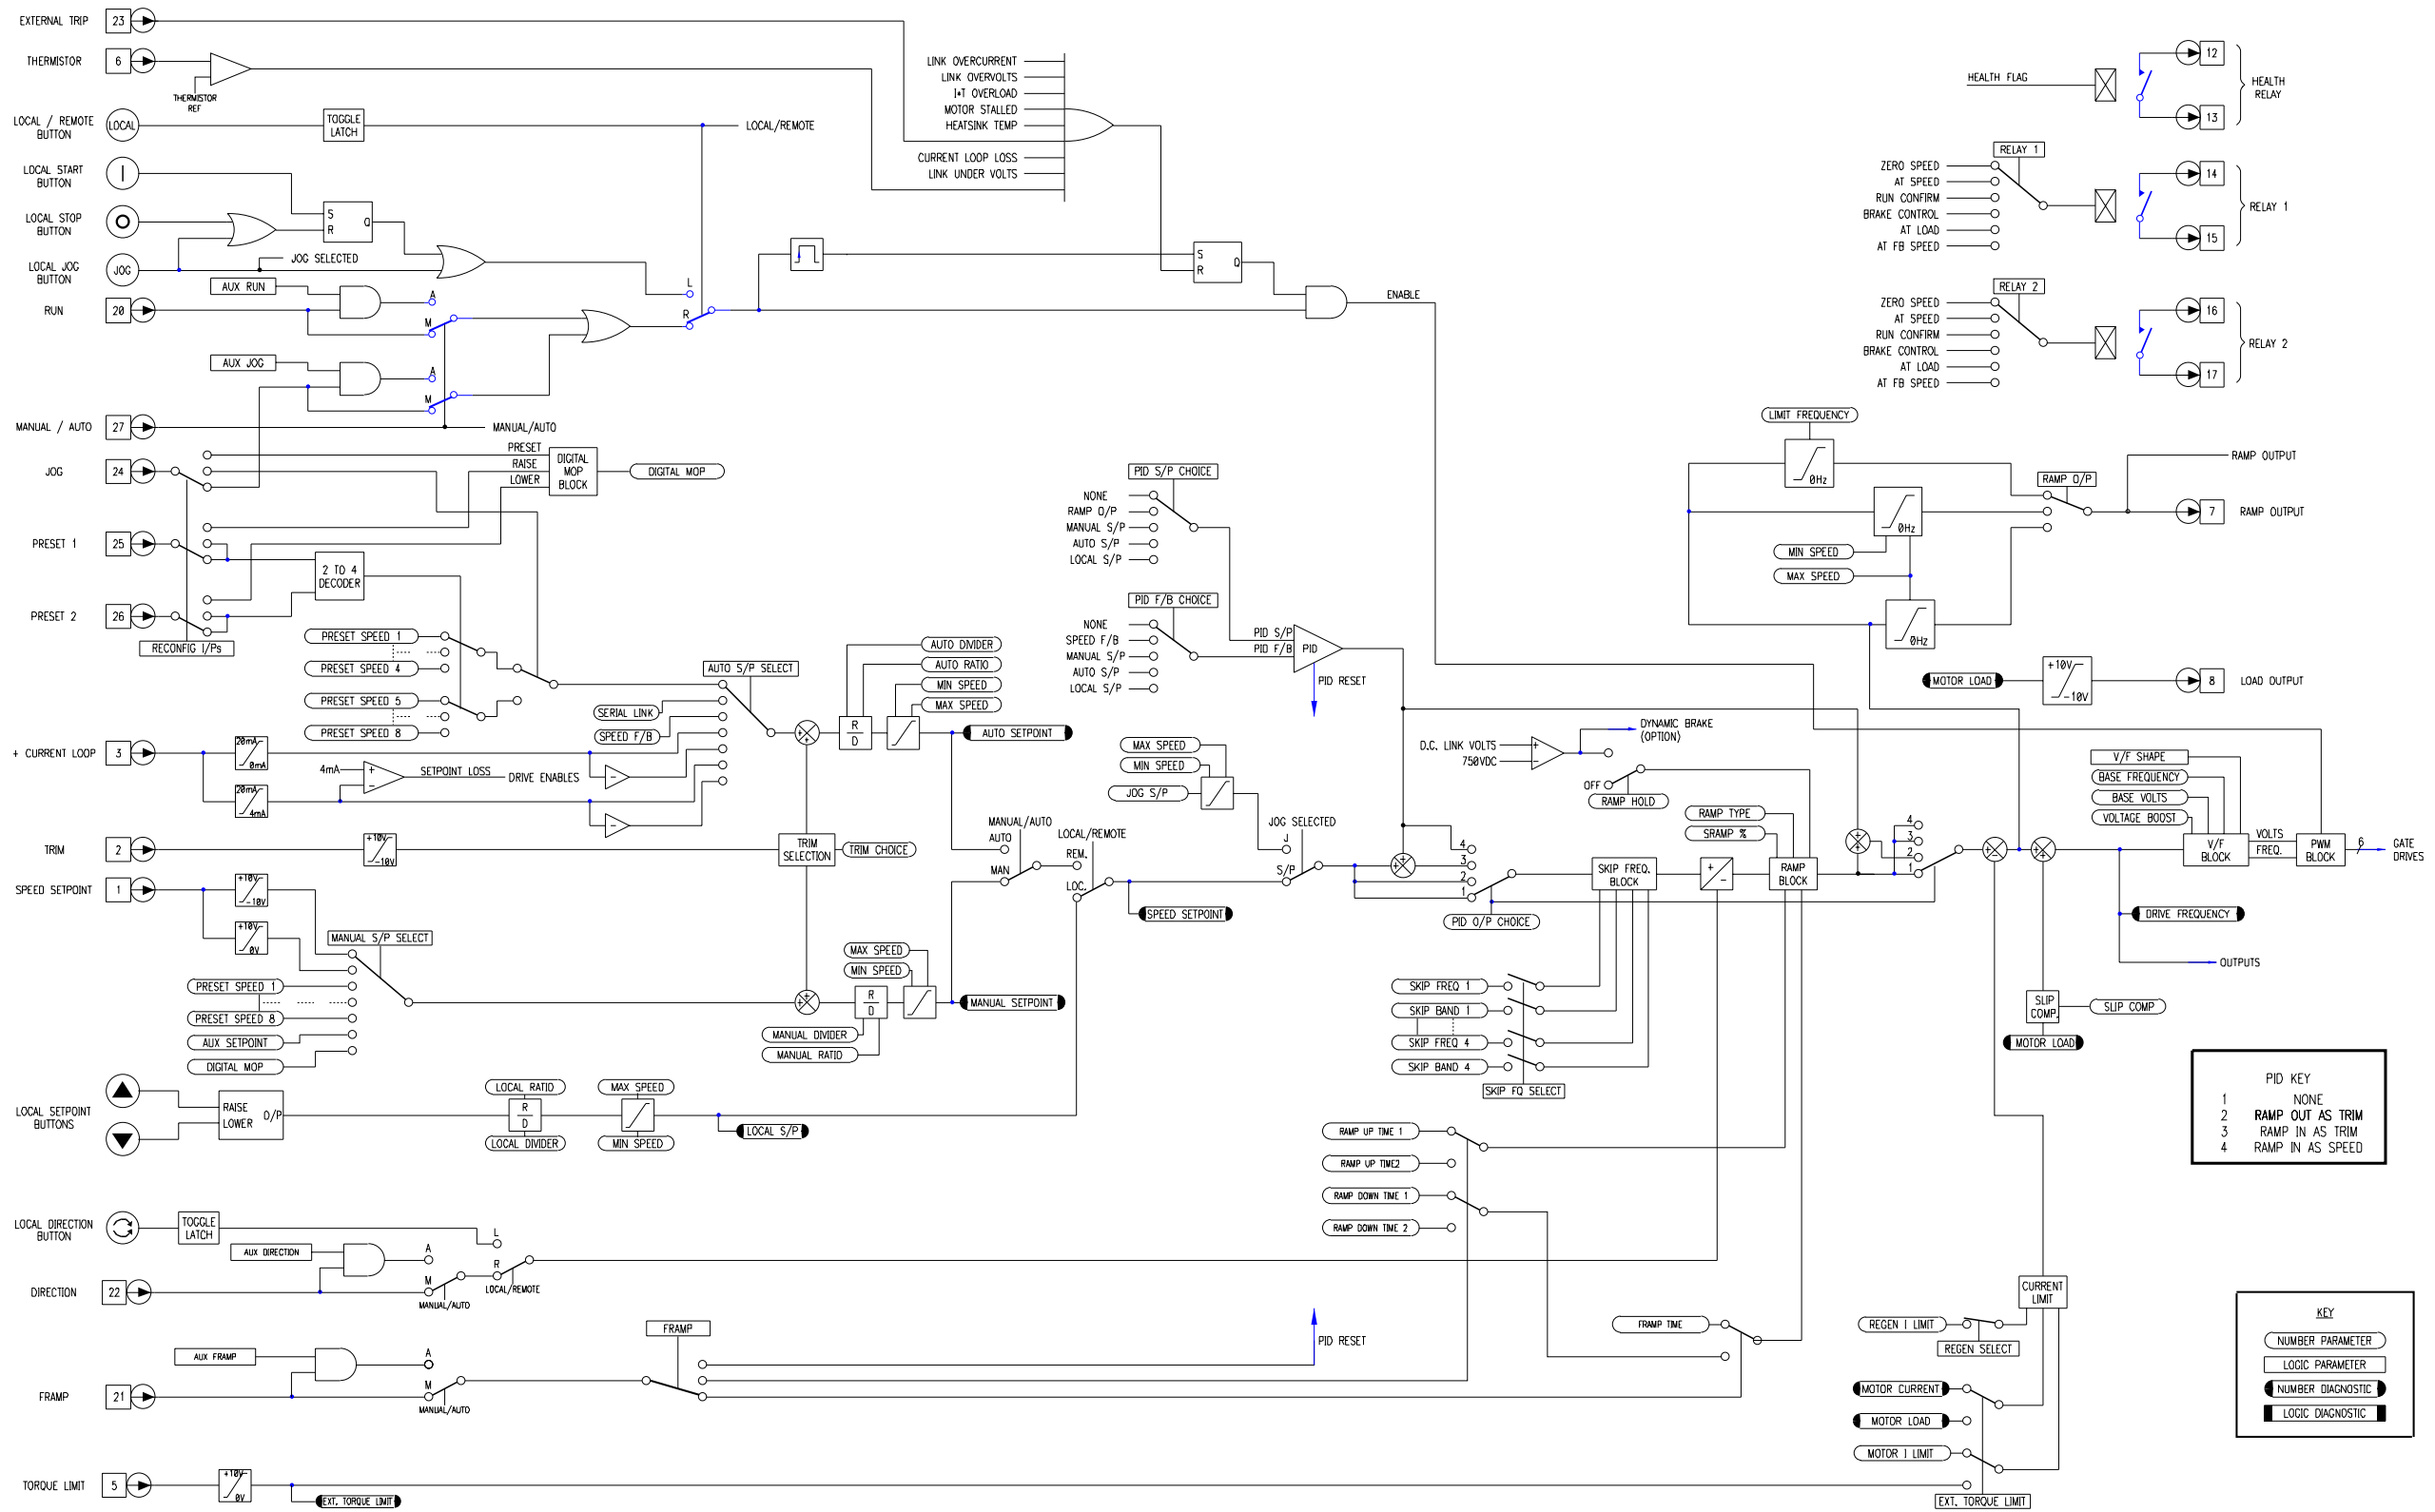 EXTERNAL TRIP
23
THERMISTOR
6
THERMISTOR
REF
LOCAL / REMOTE
BUTTON
LOCAL
TOGGLE
LATCH
LOCAL/REMOTE
LOCAL START
BUTTON
LOCAL STOP
BUTTON
S
R
Q
LOCAL JOG
BUTTON
JOG
JOG SELECTED
AUX RUN
RUN
20
A
M
AUX JOG
A
M
L
R
MANUAL / AUTO
27
MANUAL/AUTO
LINK OVERCURRENT
LINK OVERVOLTS
I*T OVERLOAD
MOTOR STALLED
HEATSINK TEMP
CURRENT LOOP LOSS
LINK UNDER VOLTS
S
R
Q
ENABLE
HEALTH FLAG
12
13
HEALTH
RELAY
RELAY 1
ZERO SPEED
AT SPEED
RUN CONFIRM
BRAKE CONTROL
AT LOAD
AT FB SPEED
14
15
RELAY 1
RELAY 2
ZERO SPEED
AT SPEED
RUN CONFIRM
BRAKE CONTROL
AT LOAD
AT FB SPEED
16
17
RELAY 2
JOG
24
PRESET
RAISE
LOWER
DIGITAL
MOP
BLOCK
DIGITAL MOP
PRESET 1
25
2 TO 4
DECODER
PRESET 2
26
RECONFIG I/Ps
PRESET SPEED 1
PRESET SPEED 4
PRESET SPEED 5
PRESET SPEED 8
SERIAL LINK
SPEED F/B
AUTO S/P SELECT
AUTO DIVIDER
AUTO RATIO
MIN SPEED
MAX SPEED
R
D
AUTO SETPOINT
+ CURRENT LOOP
3
20mA
0mA
20mA
4mA
4mA
+
-
SETPOINT LOSS
DRIVE ENABLES
-
-
TRIM
2
+10V
-10V
TRIM
SELECTION
TRIM CHOICE
SPEED SETPOINT
1
+10V
-10V
+10V
0V
MANUAL S/P SELECT
PRESET SPEED 1
PRESET SPEED 8
AUX SETPOINT
DIGITAL MOP
MAX SPEED
MIN SPEED
R
D
MANUAL DIVIDER
MANUAL RATIO
MANUAL SETPOINT
MANUAL/AUTO
AUTO
MAN
LOCAL/REMOTE
REM.
LOC.
SPEED SETPOINT
LOCAL SETPOINT
BUTTONS
RAISE
LOWER
O/P
LOCAL RATIO
R
D
LOCAL DIVIDER
MAX SPEED
MIN SPEED
LOCAL S/P
PID S/P CHOICE
NONE
RAMP O/P
MANUAL S/P
AUTO S/P
LOCAL S/P
PID F/B CHOICE
NONE
SPEED F/B
MANUAL S/P
AUTO S/P
LOCAL S/P
PID S/P
PID F/B
PID
PID RESET
MAX SPEED
MIN SPEED
JOG S/P
JOG SELECTED
J
S/P
4
3
2
1
PID O/P CHOICE
D.C. LINK VOLTS
750VDC
+
-
DYNAMIC BRAKE
(OPTION)
OFF
RAMP HOLD
SKIP FREQ.
BLOCK
+
-
RAMP TYPE
SRAMP %
RAMP
BLOCK
4
3
2
1
SKIP FREQ 1
SKIP BAND 1
SKIP FREQ 4
SKIP BAND 4
SKIP FQ SELECT
LIMIT FREQUENCY
0Hz
0Hz
MIN SPEED
MAX SPEED
0Hz
RAMP O/P
RAMP OUTPUT
7
RAMP OUTPUT
MOTOR LOAD
+10V
-10V
8
LOAD OUTPUT
V/F SHAPE
BASE FREQUENCY
BASE VOLTS
VOLTAGE BOOST
V/F
BLOCK
VOLTS
FREQ.
PWM
BLOCK
6
GATE
DRIVES
DRIVE FREQUENCY
OUTPUTS
SLIP
COMP.
SLIP COMP
MOTOR LOAD
PID KEY
1 NONE
2 RAMP OUT AS TRIM
3 RAMP IN AS TRIM
4 RAMP IN AS SPEED
RAMP UP TIME 1
RAMP UP TIME2
RAMP DOWN TIME 1
RAMP DOWN TIME 2
LOCAL DIRECTION
BUTTON
TOGGLE
LATCH
AUX DIRECTION
DIRECTION
22
A
M
MANUAL/AUTO
L
R
LOCAL/REMOTE
AUX FRAMP
FRAMP
21
A
M
MANUAL/AUTO
FRAMP
PID RESET
FRAMP TIME
CURRENT
LIMIT
REGEN I LIMIT
REGEN SELECT
MOTOR CURRENT
MOTOR LOAD
MOTOR I LIMIT
EXT. TORQUE LIMIT
TORQUE LIMIT
5
+10V
0V
EXT. TORQUE LIMIT
KEY
NUMBER PARAMETER
LOGIC PARAMETER
NUMBER DIAGNOSTIC
LOGIC DIAGNOSTIC